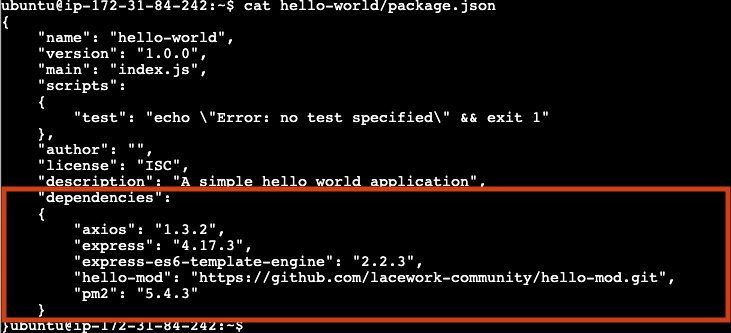 ubuntu@ip-172-31-84-242:~$ cat hello-world/package.json
{
    "name": "hello-world",
    "version": "1.0.0",
    "main": "index.js",
    "scripts":
    {
        "test": "echo \"Error: no test specified\" && exit 1"
    },
    "author": "",
    "license": "ISC",
    "description": "A simple hello world application",
    "dependencies":
    {
        "axios": "1.3.2",
        "express": "4.17.3",
        "express-es6-template-engine": "2.2.3",
        "hello-mod": "https://github.com/lacework-community/hello-mod.git",
        "pm2": "5.4.3"
    }
}ubuntu@ip-172-31-84-242:~$